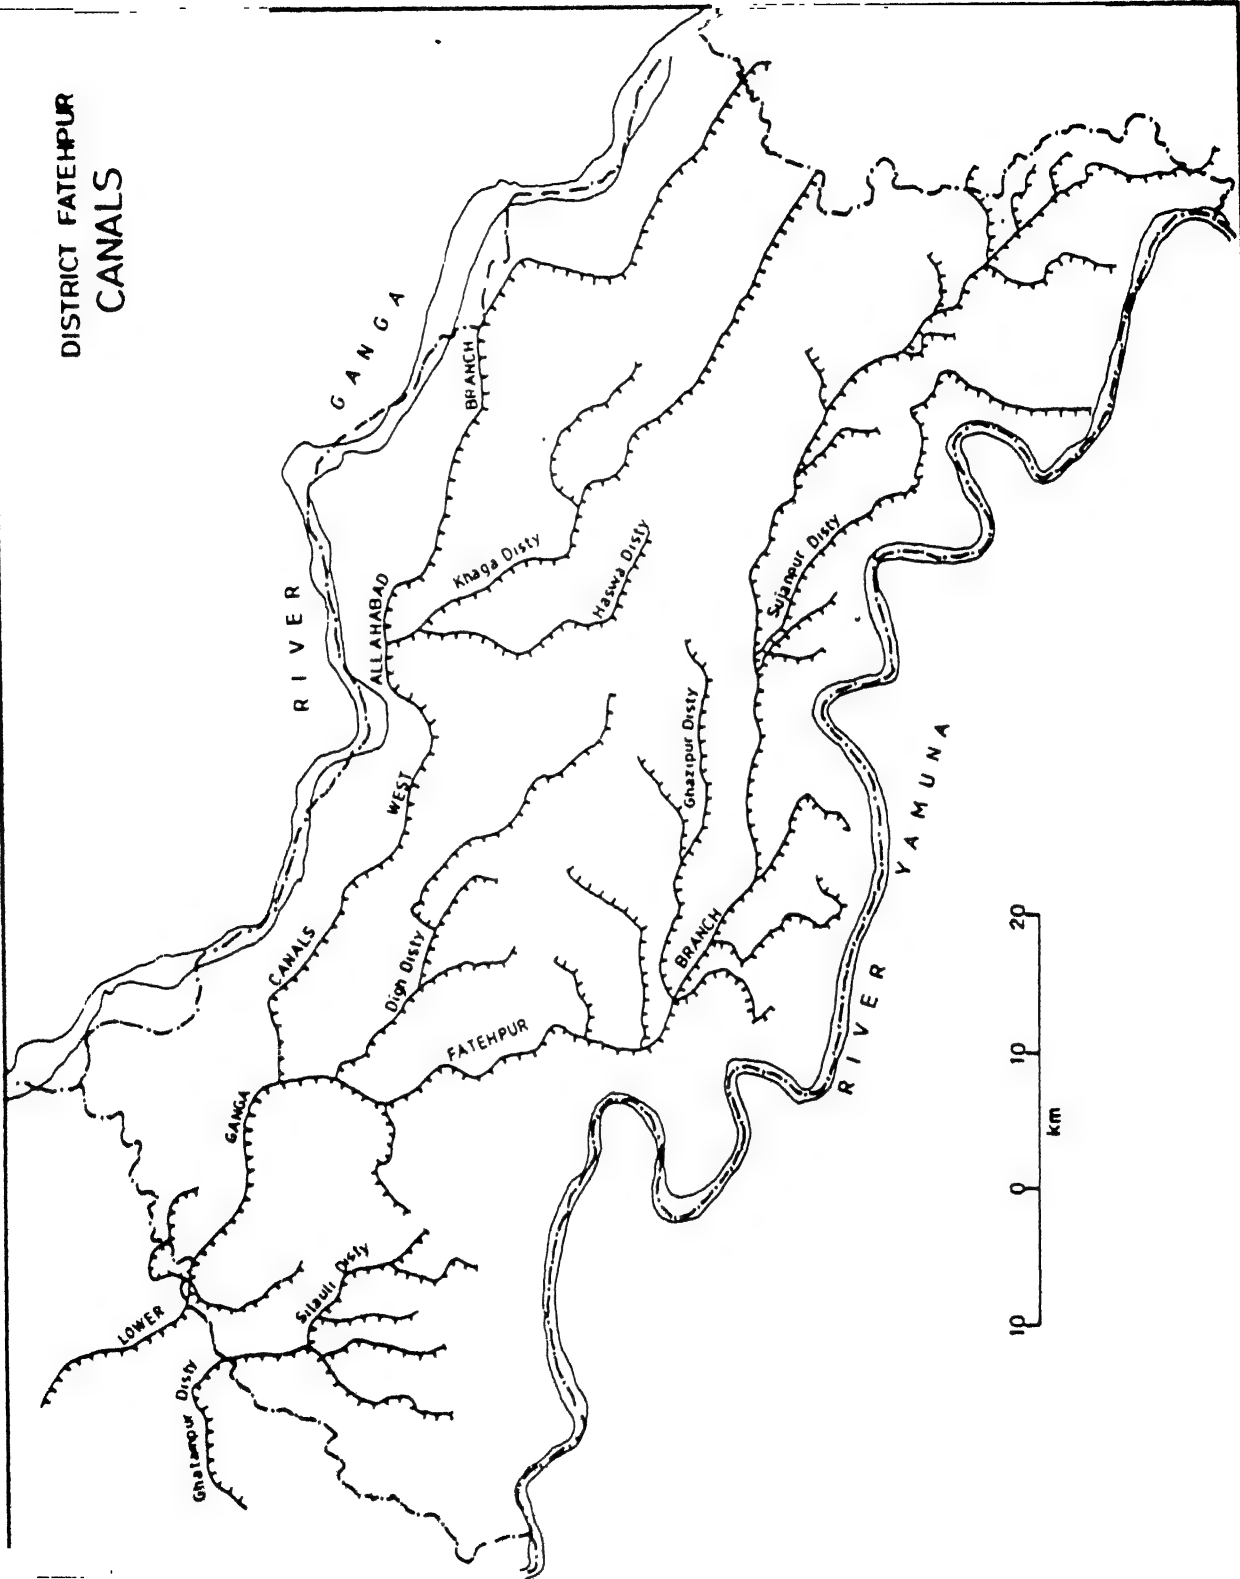 DISTRICT FATEHPUR
CANALS
RIVER GANGA
LOWER GANGA CANALS WEST ALLAHABAD BRANCH
Khaga Disty
Haswa Disty
Digh Disty
FATEHPUR BRANCH
Ghazipur Disty
Sujanpur Disty
Silauli Disty
Ghatampur Disty
RIVER YAMUNA
10 0 10 20
km